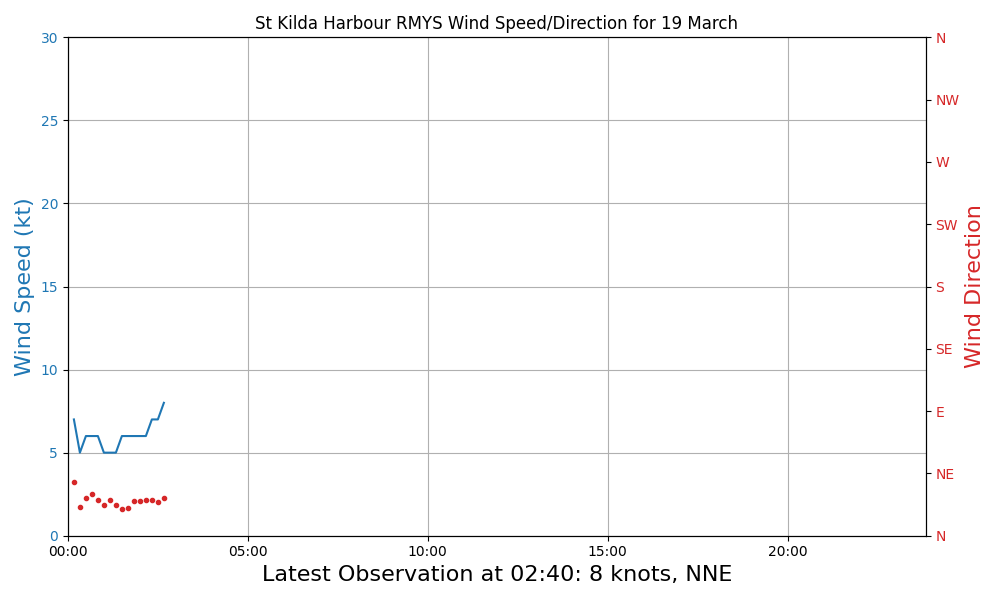 St Kilda Harbour RMYS Wind Speed/Direction for 19 March
30
25
20
15
10
5
0
Wind Speed (kt)
N
NW
W
SW
S
SE
E
NE
N
Wind Direction
00:00
05:00
10:00
15:00
20:00
Latest Observation at 02:40: 8 knots, NNE